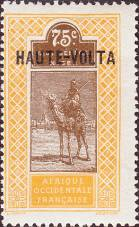 75c
HAUTE-VOLTA
AFRIQUE
OCCIDENTALE
FRANÇAISE